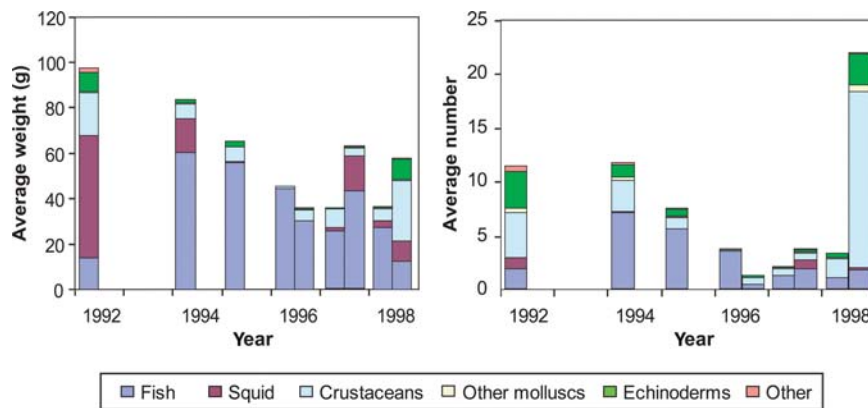 120
100
80
60
40
20
0
Average weight (g)
1992 1994 1996 1998
Year
25
20
15
10
5
0
Average number
1992 1994 1996 1998
Year
Fish Squid Crustaceans Other molluscs Echinoderms Other